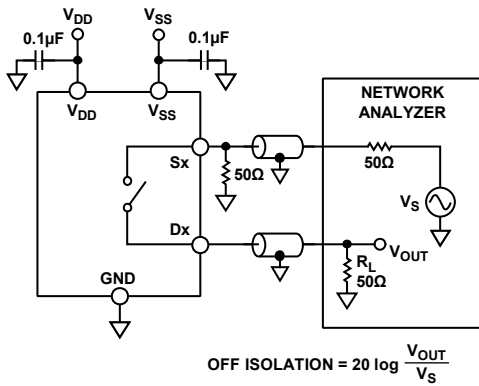 VDD VSS
0.1µF 0.1µF
VDD VSS
NETWORK
ANALYZER
Sx
50Ω
50Ω
VS
Dx
VOUT
RL
50Ω
GND
OFF ISOLATION = 20 log VOUT
VS